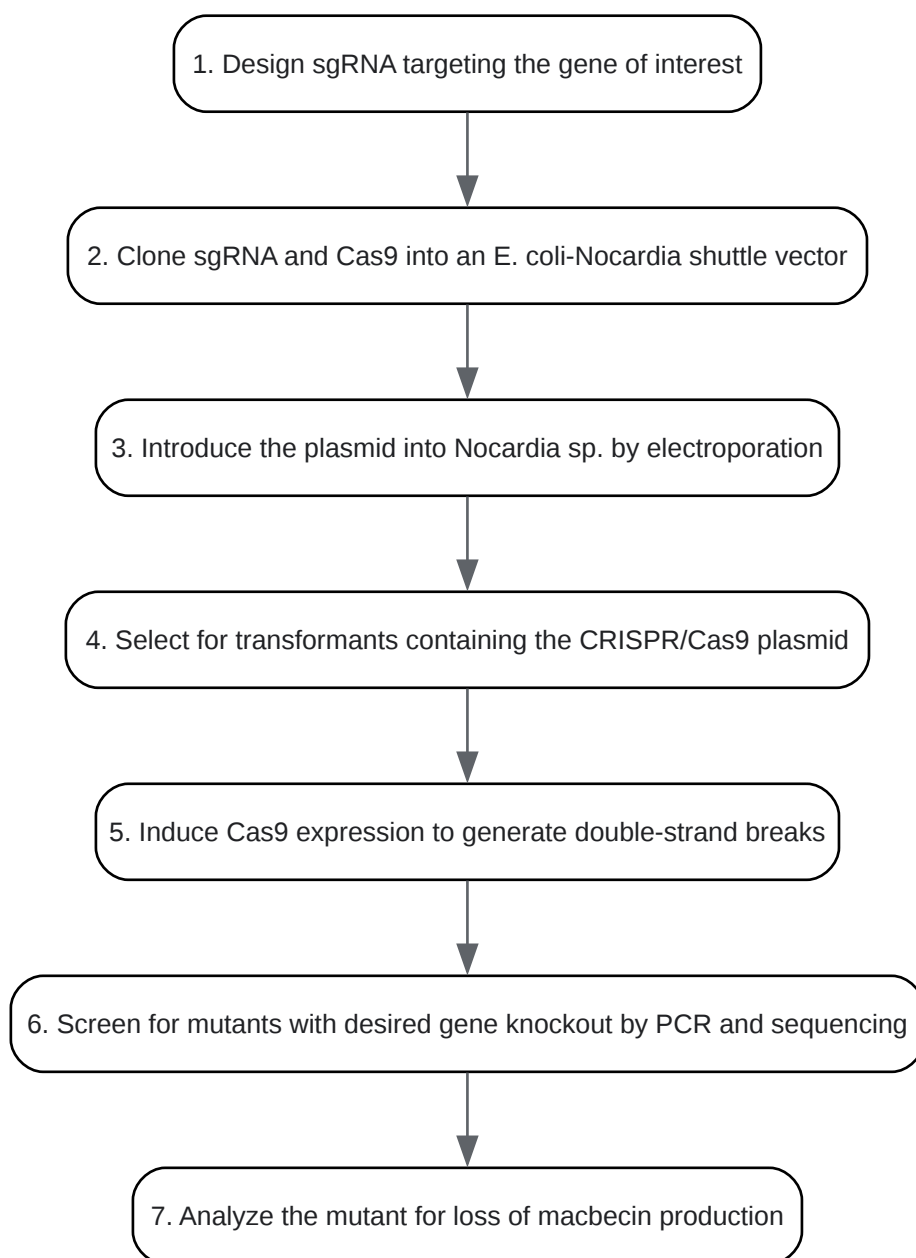 1. Design sgRNA targeting the gene of interest
2. Clone sgRNA and Cas9 into an E. coli-Nocardia shuttle vector
3. Introduce the plasmid into Nocardia sp. by electroporation
4. Select for transformants containing the CRISPR/Cas9 plasmid
5. Induce Cas9 expression to generate double-strand breaks
6. Screen for mutants with desired gene knockout by PCR and sequencing
7. Analyze the mutant for loss of macbecin production